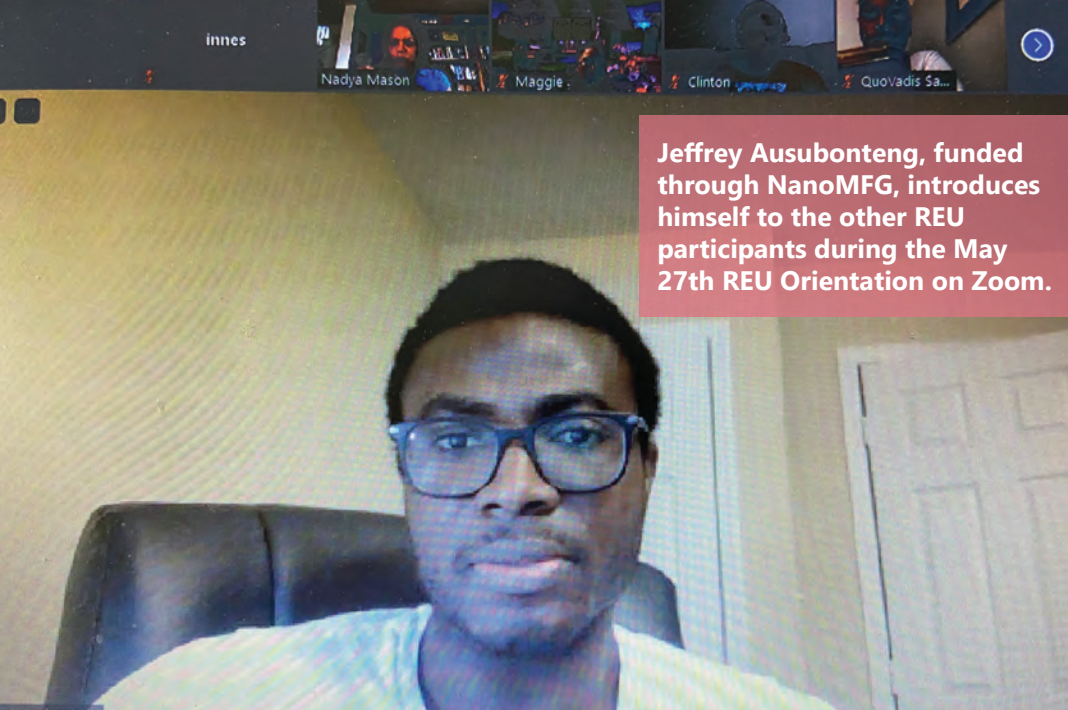 innes
Nadya Mason
Maggie
Clinton
QuoVadis Sa...
Jeffrey Ausubonteng, funded
through NanoMFG, introduces
himself to the other REU
participants during the May
27th REU Orientation on Zoom.